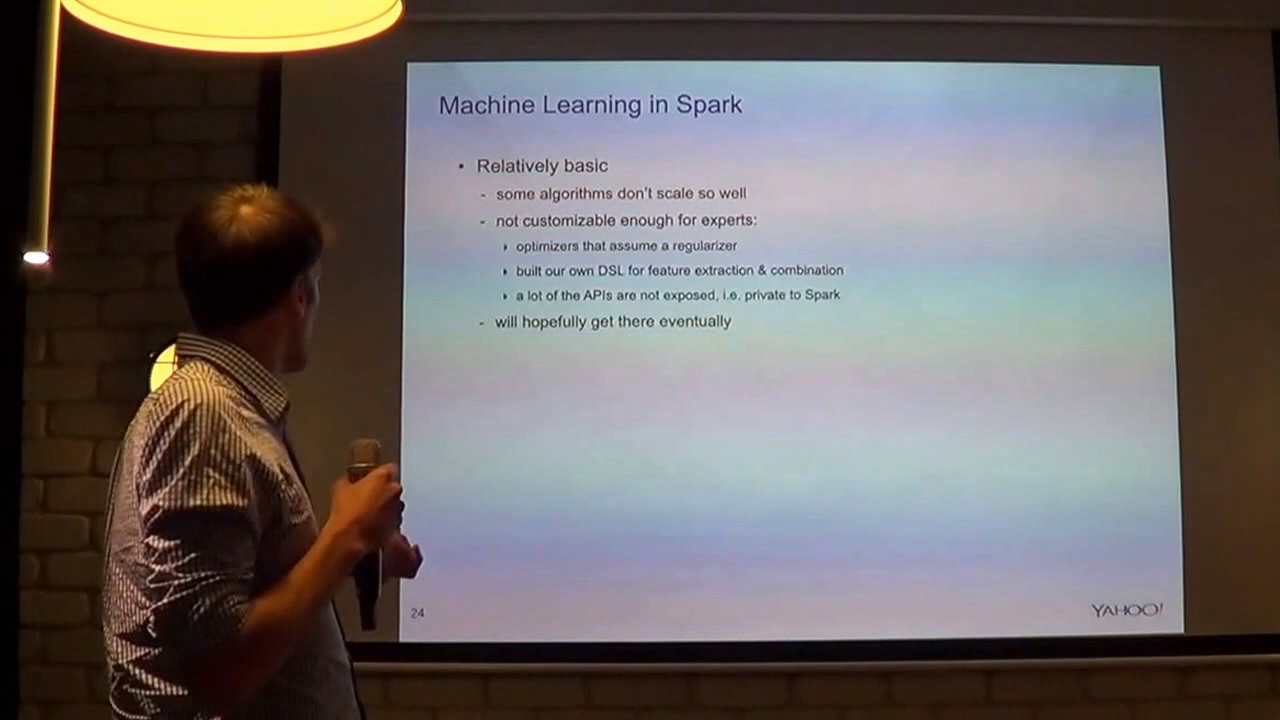 Machine Learning in Spark
• Relatively basic
- some algorithms don't scale so well
- not customizable enough for experts:
‣ optimizers that assume a regularizer
‣ built our own DSL for feature extraction & combination
‣ a lot of the APIs are not exposed, i.e. private to Spark
- will hopefully get there eventually
24
YAHOO!